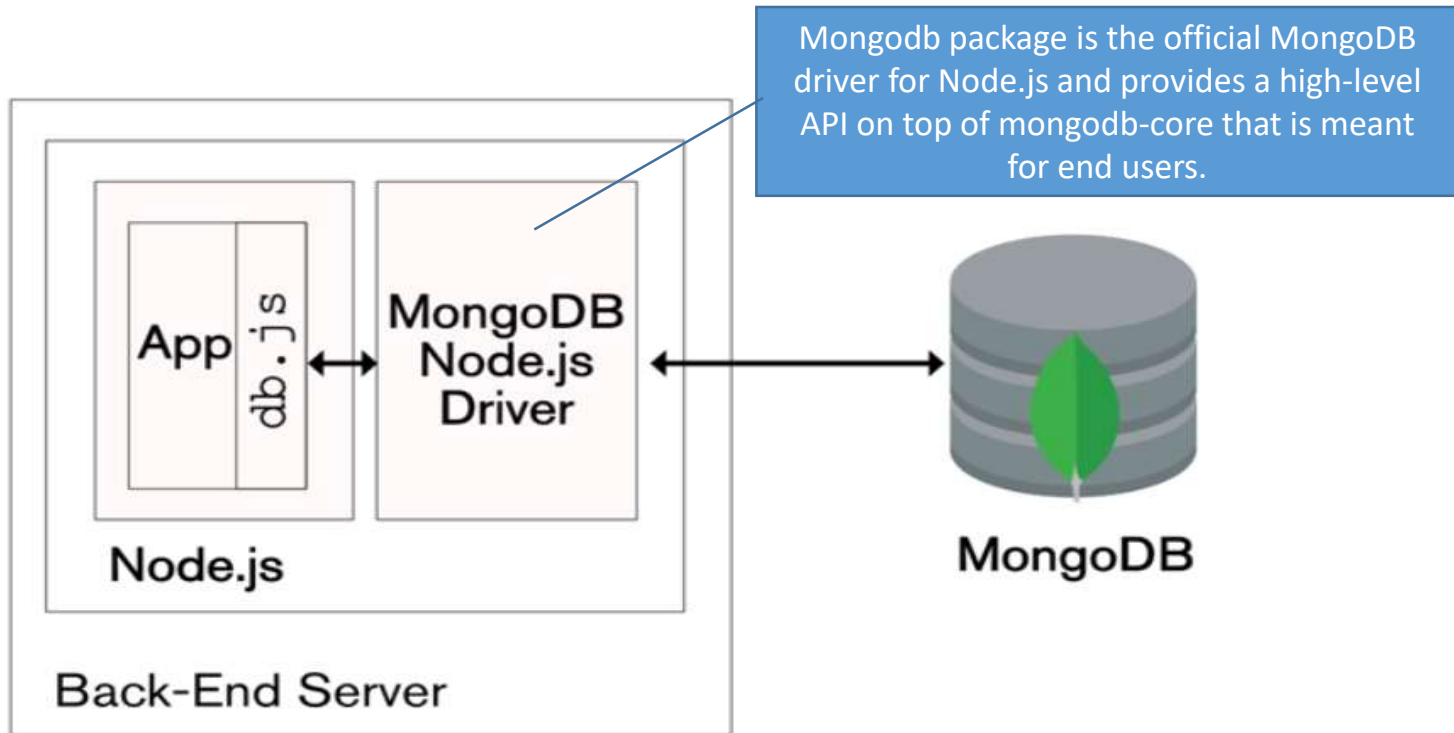 Mongodb package is the official MongoDB
driver for Node.js and provides a high-level
API on top of mongodb-core that is meant
for end users.
App
db.js
MongoDB
Node.js
Driver
Node.js
Back-End Server
MongoDB